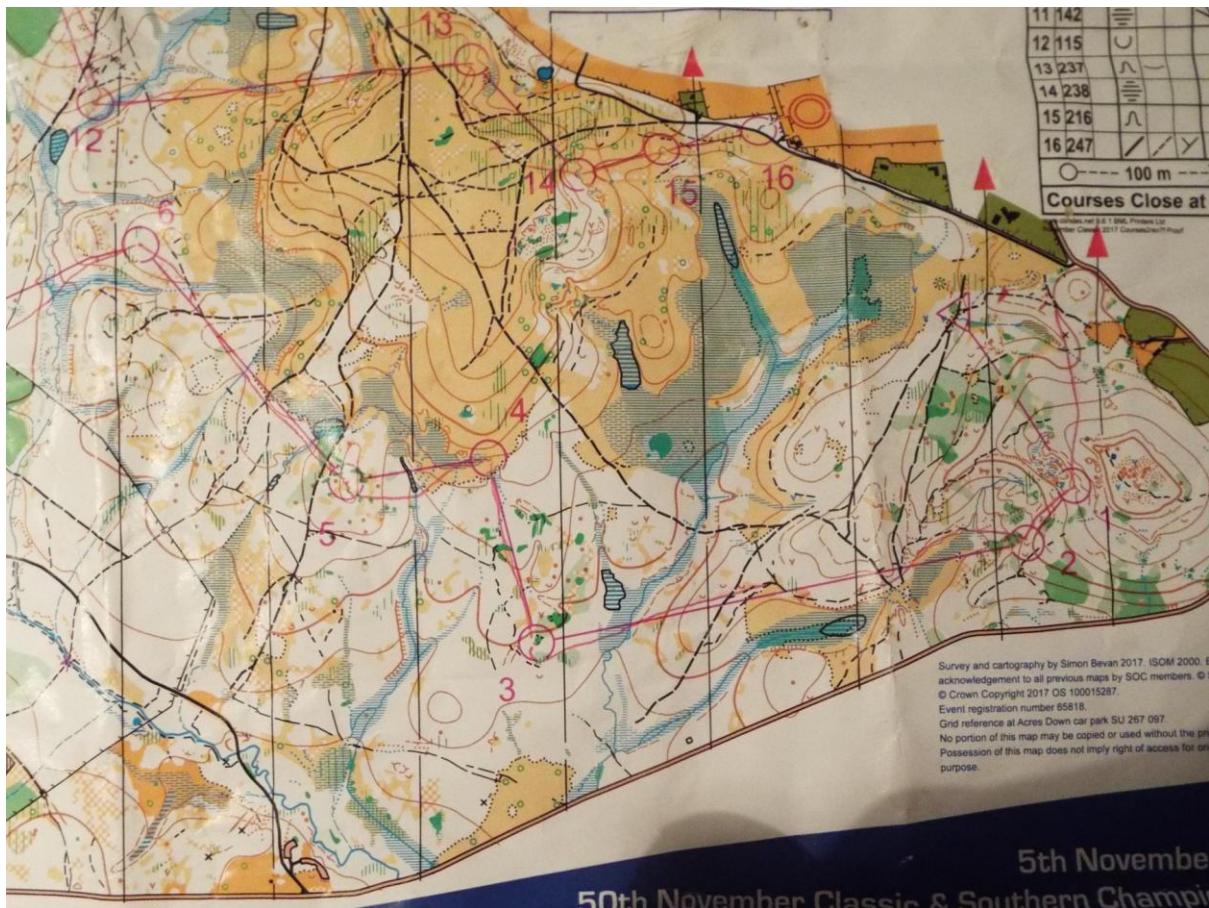 11 142
12 115
13 237
14 238
15 216
16 247
100 m
Courses Close at
13
12
6
14
15
16
4
5
1
2
3
Survey and cartography by Simon Bevan 2017. ISOM 2000.
acknowledgement to all previous maps by SOC members. ©
© Crown Copyright 2017 OS 100015287.
Event registration number 65818.
Grid reference at Acres Down car park SU 267 097.
No portion of this map may be copied or used without the
Possession of this map does not imply right of access for
purpose.
5th Novembe
50th November Classic & Southern Champi